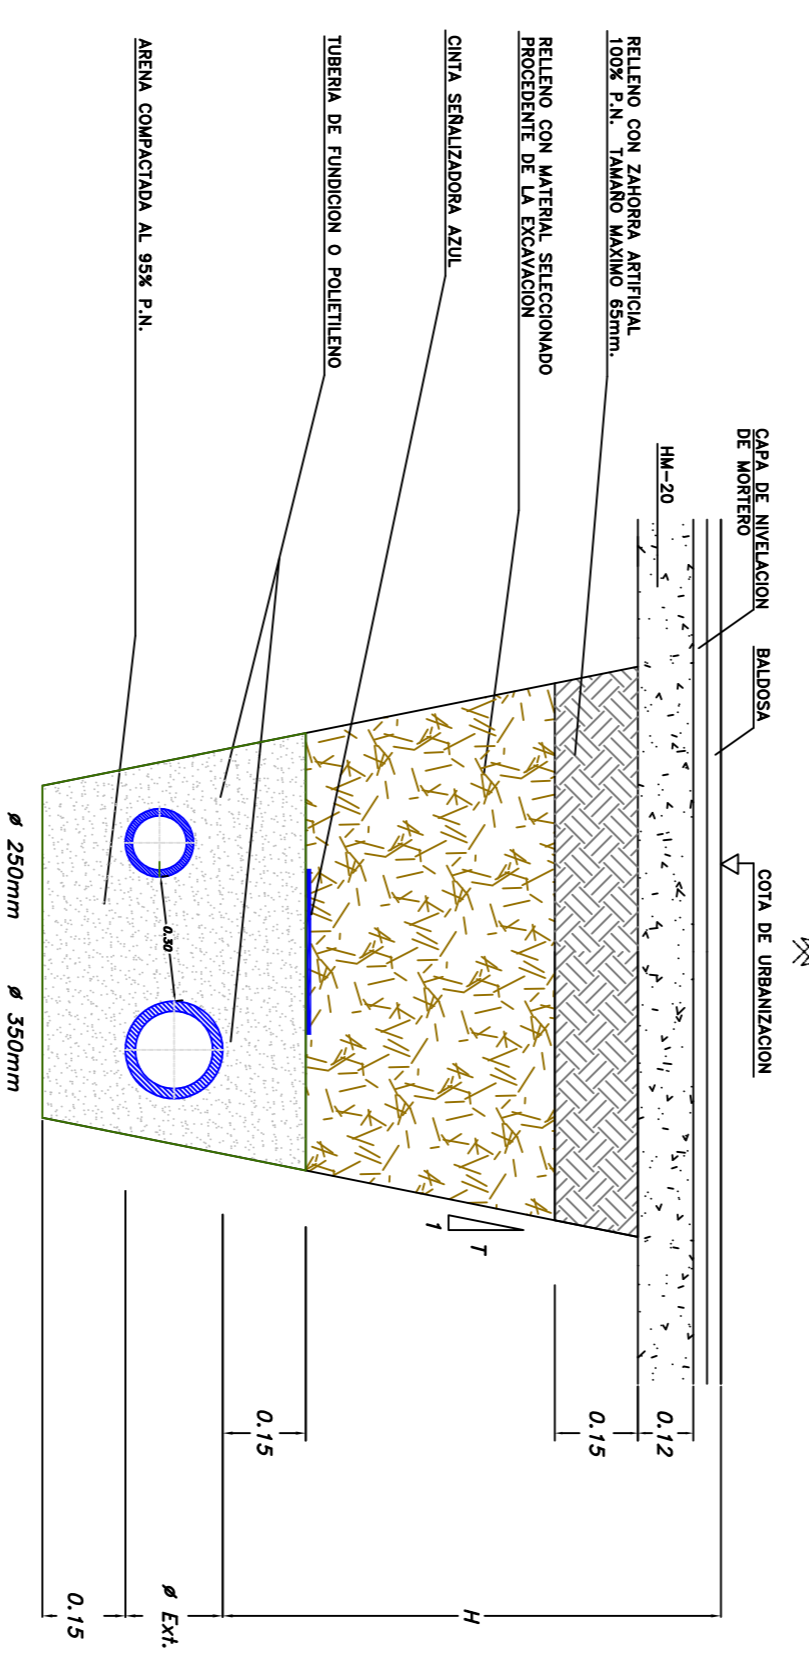 COTA DE URBANIZACION
BALDOSA
CAPA DE NIVELACION
DE MORTERO
HM-20
RELLENO CON ZAHORRA ARTIFICIAL
100% P.N. TAMAÑO MAXIMO 65mm.
RELLENO CON MATERIAL SELECCIONADO
PROCEDENTE DE LA EXCAVACION
CINTA SEÑALIZADORA AZUL
TUBERIA DE FUNDICION O POLIETILENO
ARENA COMPACTADA AL 95% P.N.
0.12
0.15
T
1
H
0.15
0.30
Ø Ext.
0.15
Ø 250mm
Ø 350mm